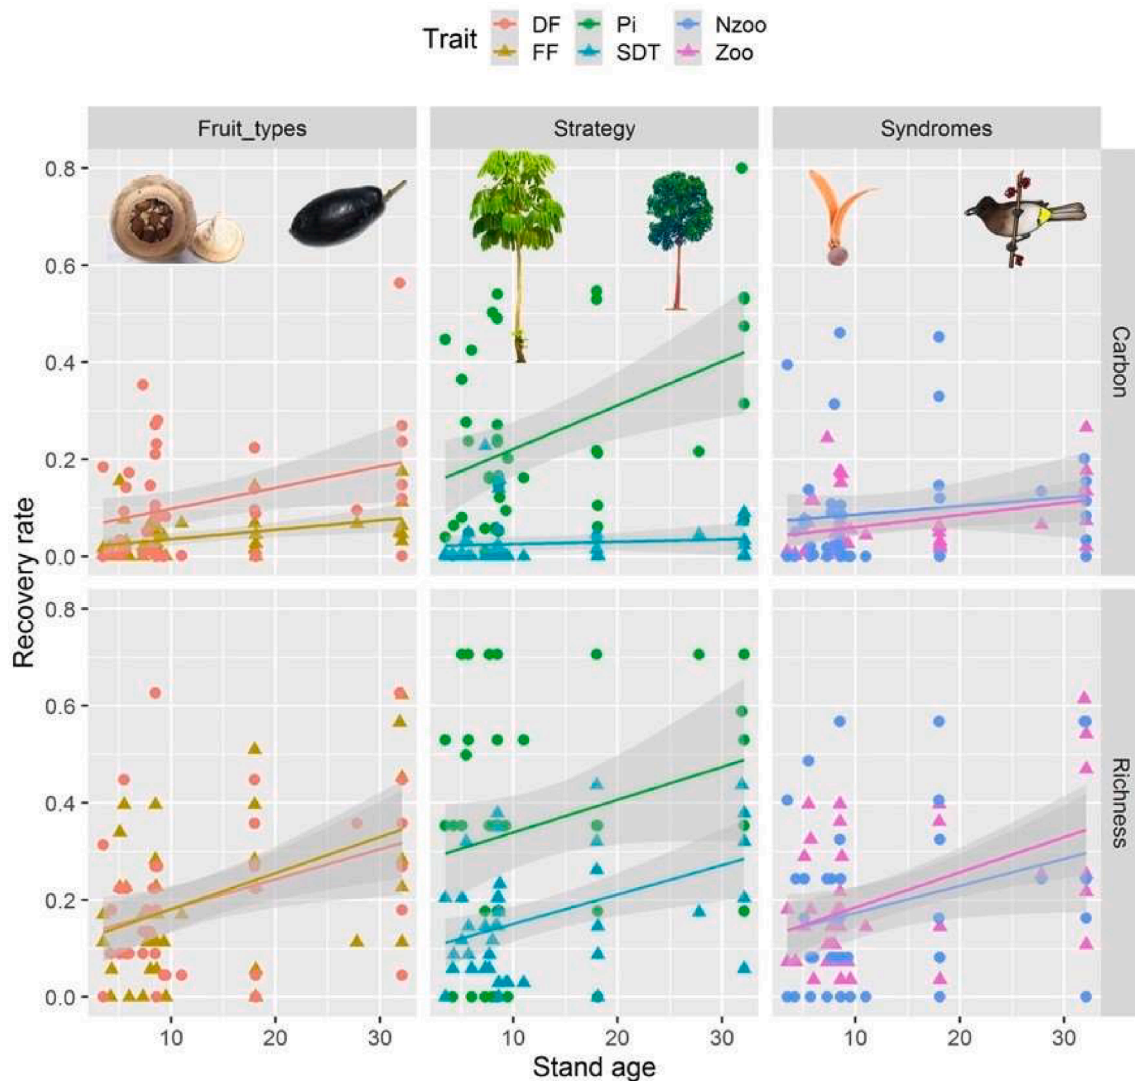 Trait DF Pi Nzoo
FF SDT Zoo
Fruit_types Strategy Syndromes
0.8
0.6
0.4
0.2
0.0
Carbon
Recovery rate
0.8
0.6
0.4
0.2
0.0
Richness
10 20 30 10 20 30 10 20 30
Stand age